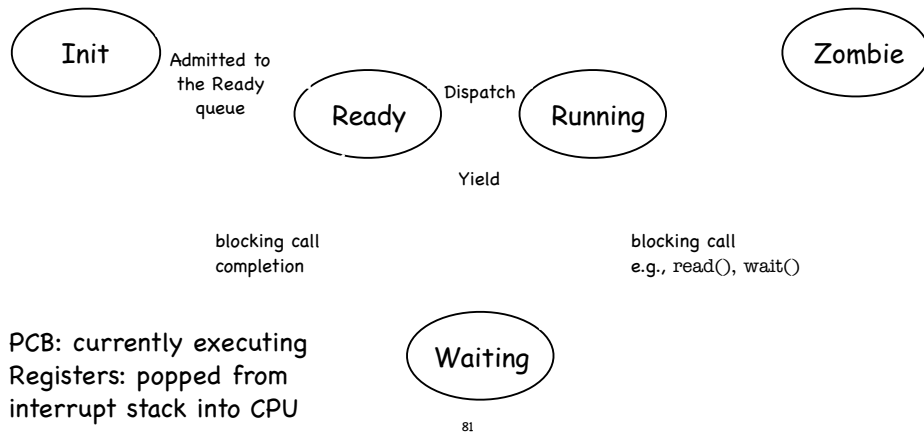 Init
Zombie
Admitted to
the Ready
queue
Ready
Dispatch
Running
Yield
blocking call
completion
blocking call
e.g., read(), wait()
PCB: currently executing
Registers: popped from
interrupt stack into CPU
Waiting
81